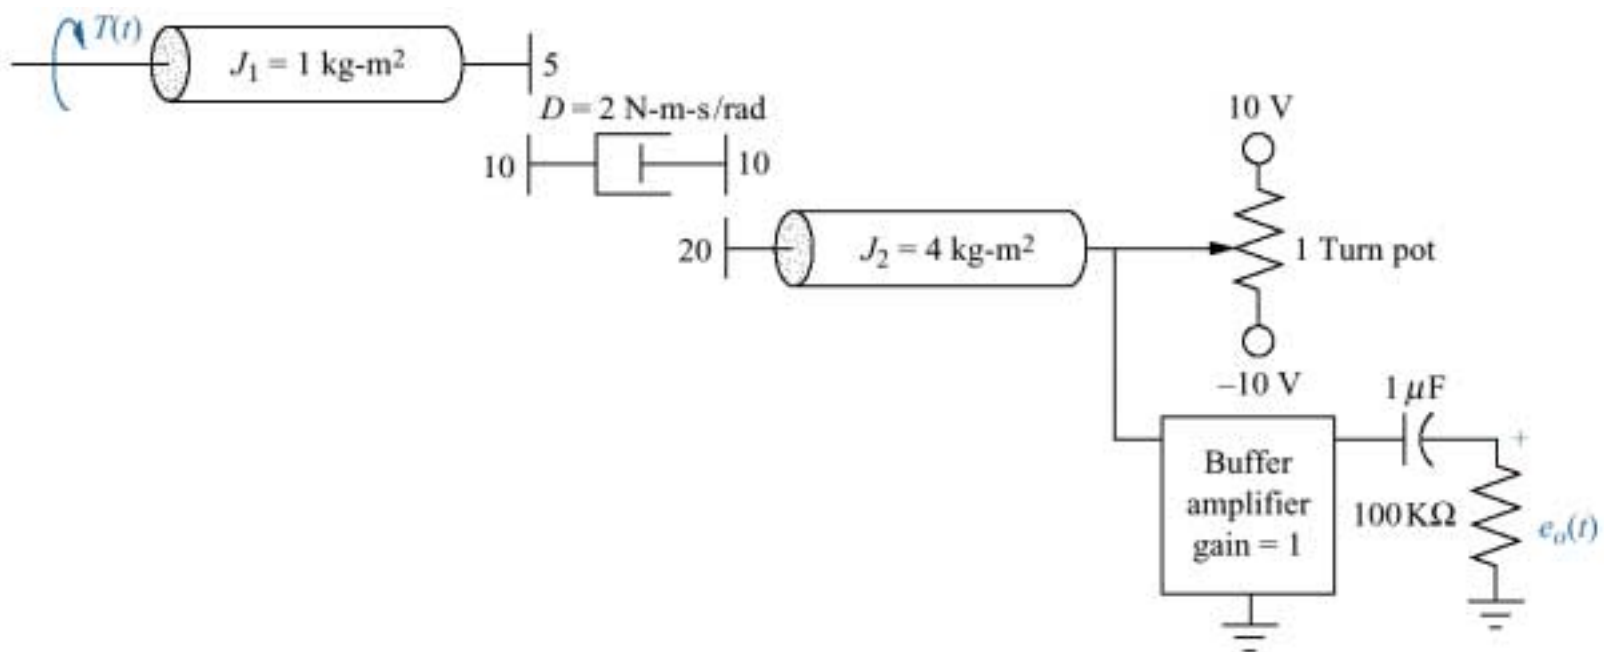 T(t)
J₁ = 1 kg-m²
5
D = 2 N-m-s/rad
10
10
10 V
20
J₂ = 4 kg-m²
1 Turn pot
–10 V
1 μF
+
Buffer
amplifier
gain = 1
100 KΩ
eₒ(t)